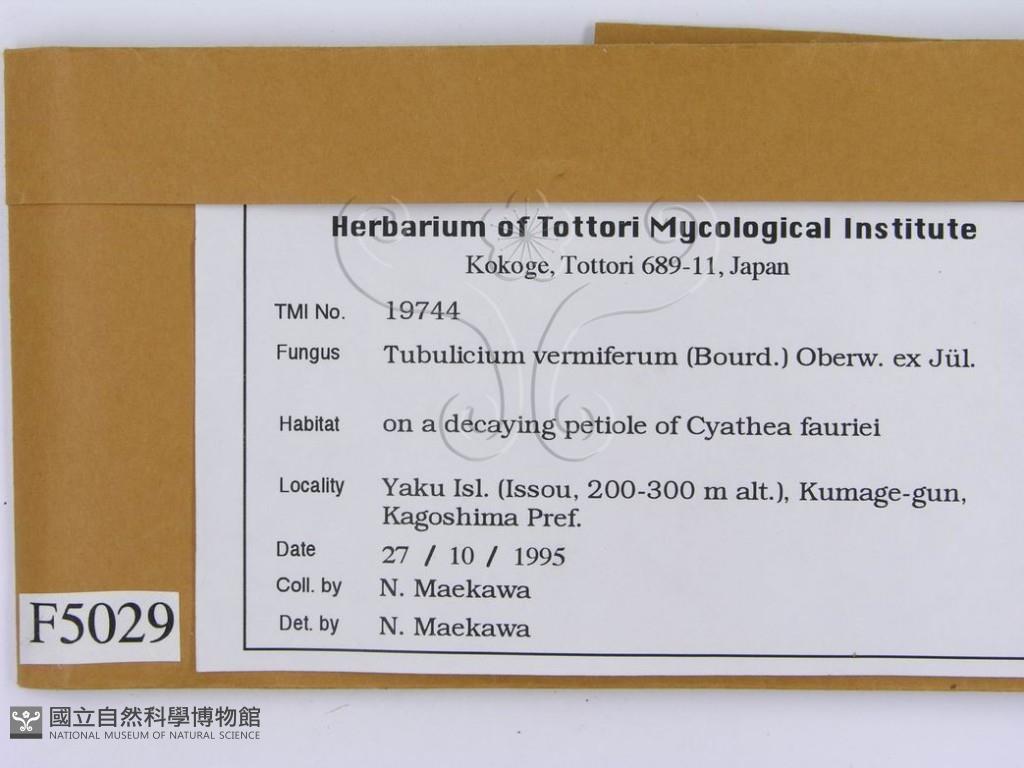 Herbarium of Tottori Mycological Institute
Kokoge, Tottori 689-11, Japan
TMI No. 19744
Fungus Tubulicium vermiferum (Bourd.) Oberw. ex Jül.
Habitat on a decaying petiole of Cyathea fauriei
Locality Yaku Isl. (Issou, 200-300 m alt.), Kumage-gun,
Kagoshima Pref.
Date 27 / 10 / 1995
Coll. by N. Maekawa
Det. by N. Maekawa
F5029
國立自然科學博物館
NATIONAL MUSEUM OF NATURAL SCIENCE